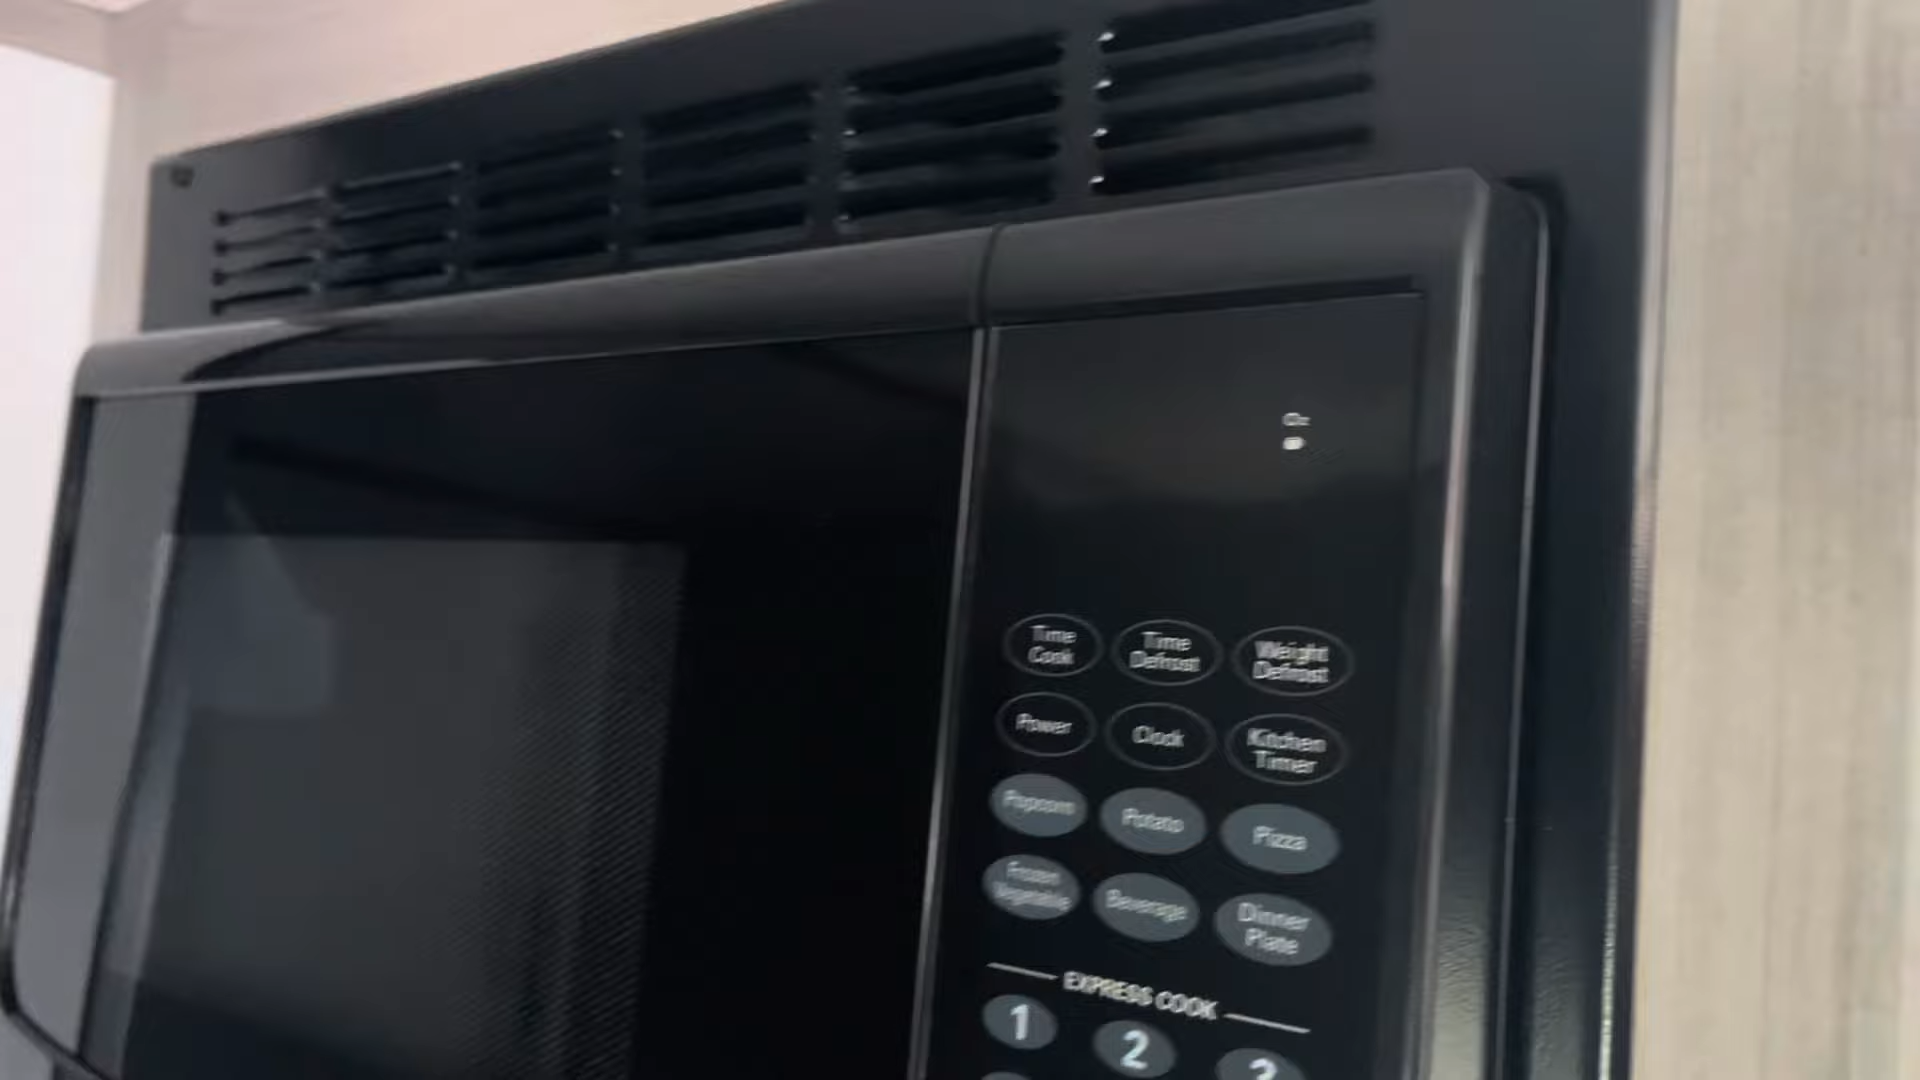 Time
Cook
Time
Defrost
Weight
Defrost
Power
Clock
Kitchen
Timer
Popcorn
Potato
Pizza
Frozen
Vegetable
Beverage
Dinner
Plate
EXPRESS COOK
1
2
3